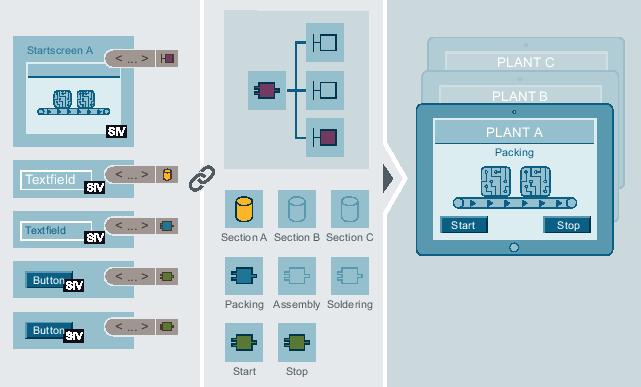 Startscreen A
< ... >
SIV
Textfield
< ... >
SIV
Textfield
< ... >
SIV
Button
< ... >
SIV
Button
< ... >
SIV
Section A
Section B
Section C
Packing
Assembly
Soldering
Start
Stop
PLANT C
PLANT B
PLANT A
Packing
Start
Stop